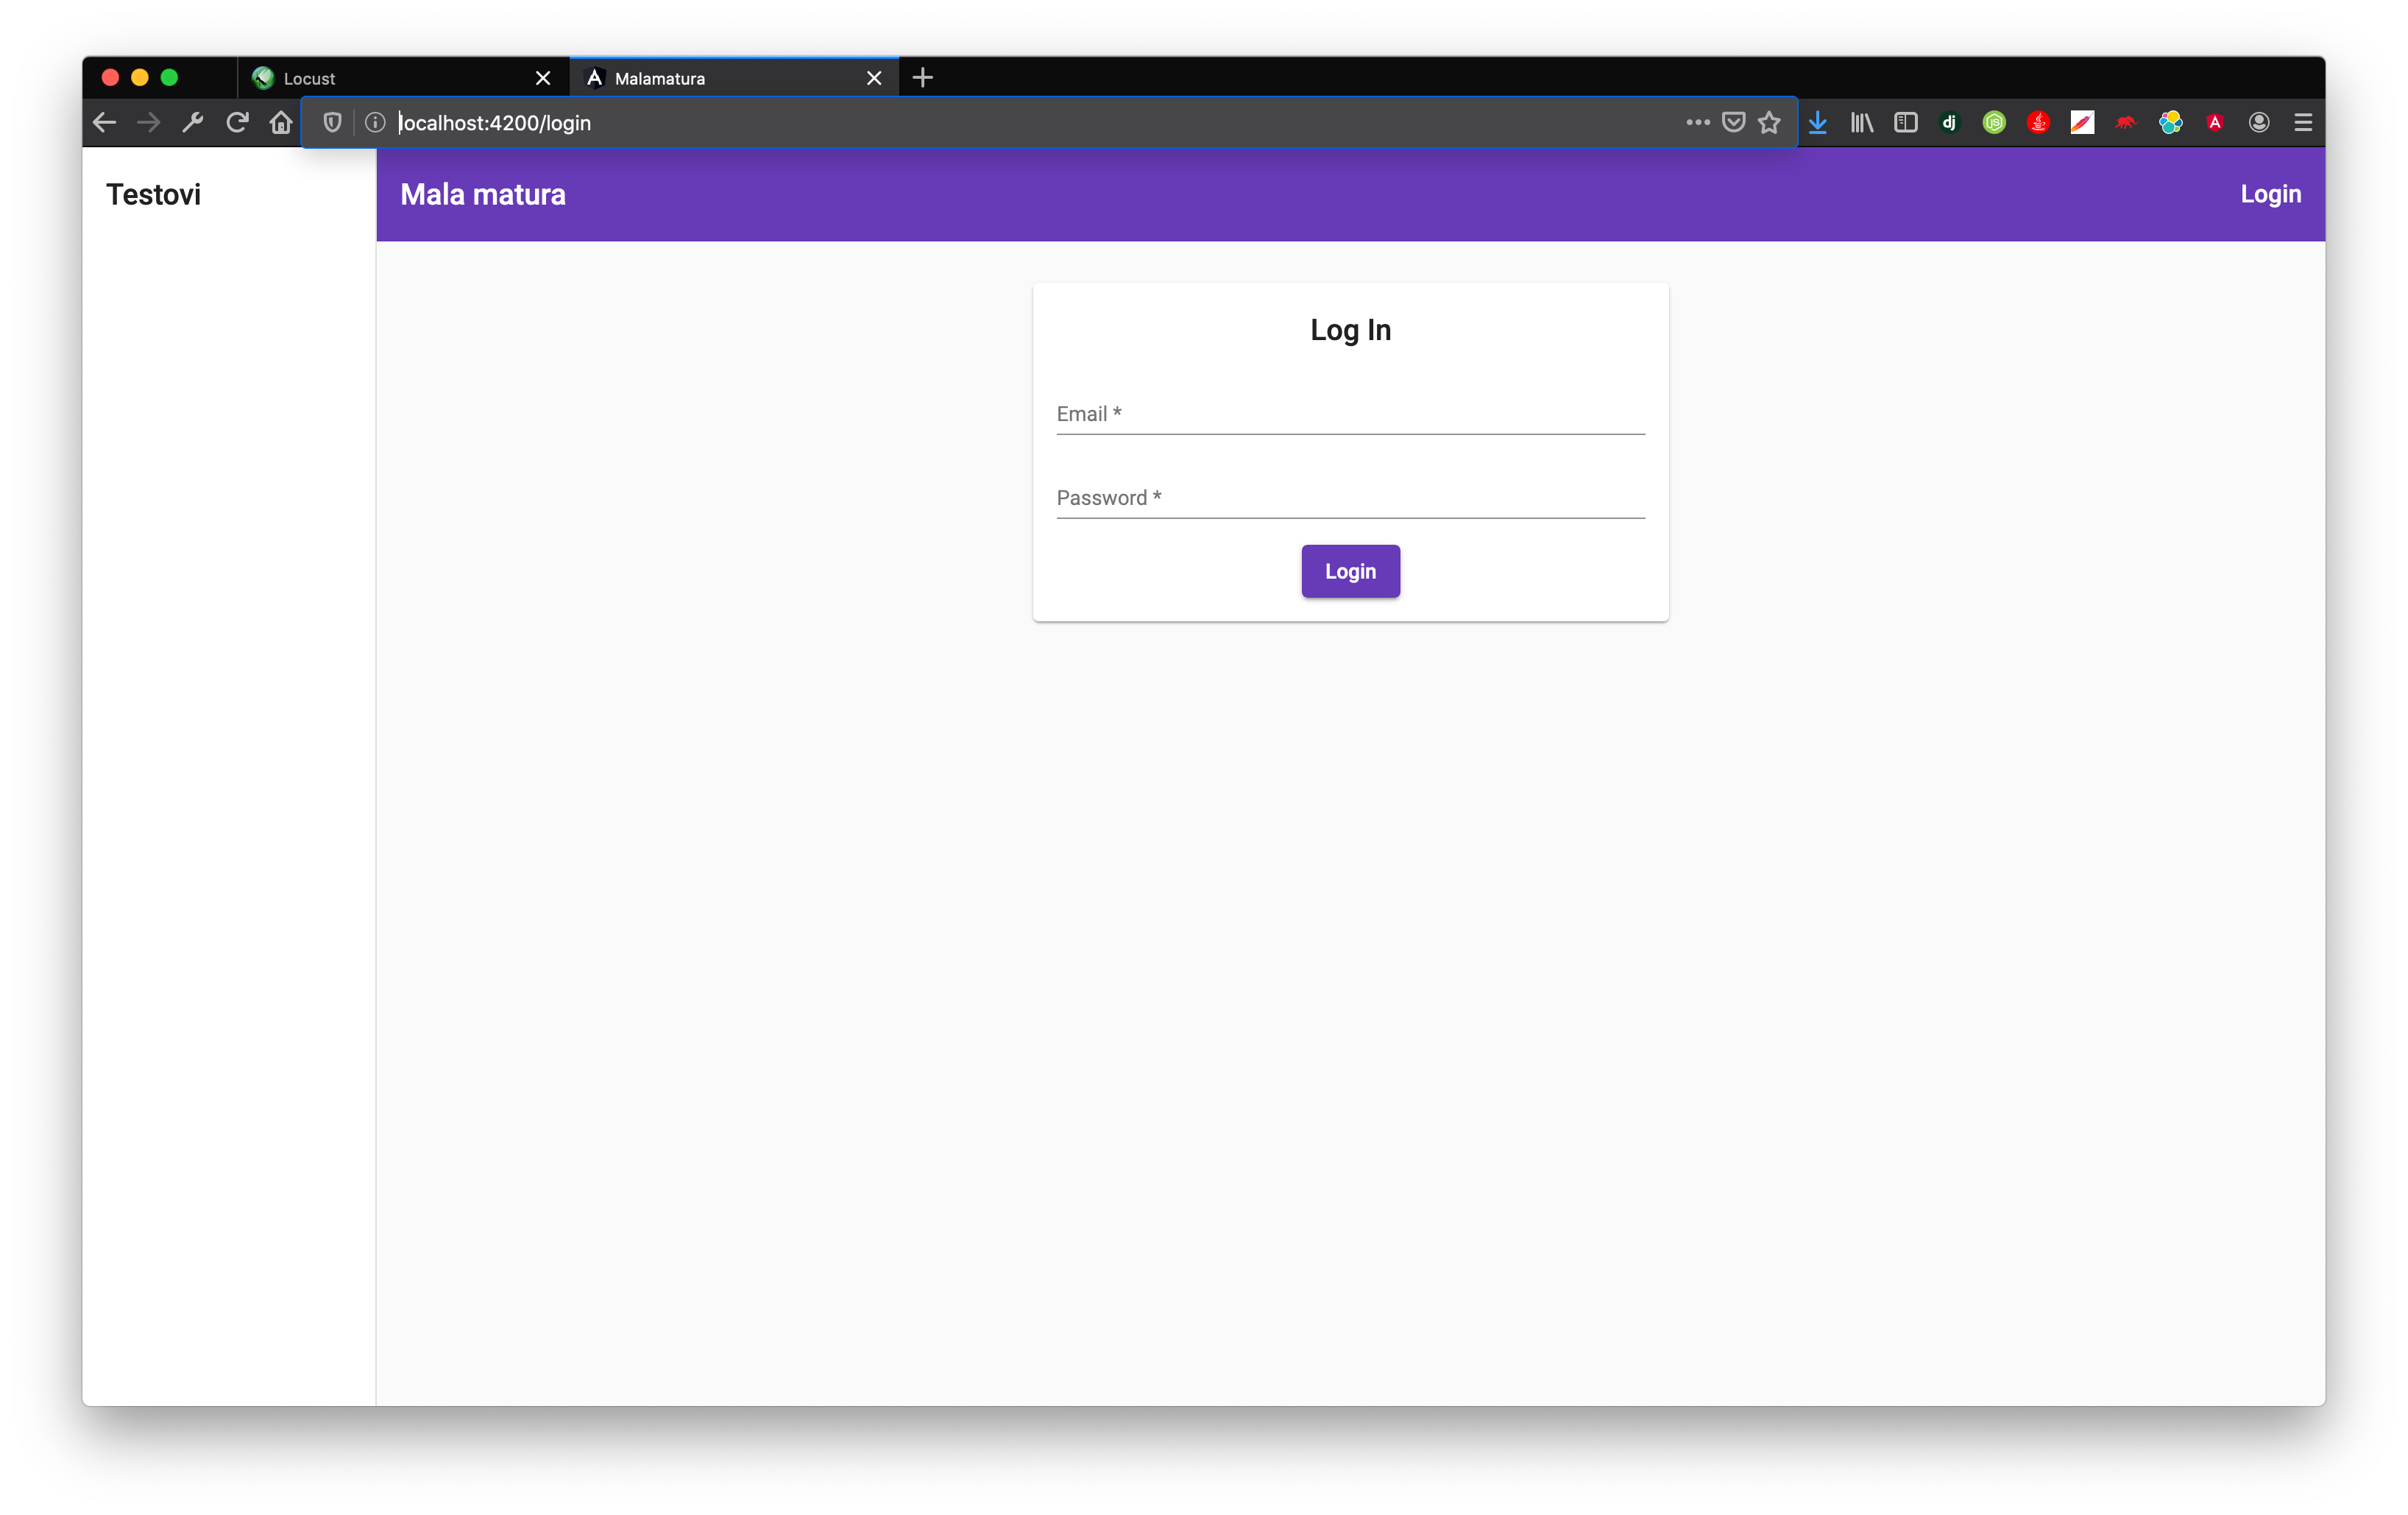 Locust
Malamatura
localhost:4200/login
Testovi
Mala matura
Login
Log In
Email *
Password *
Login